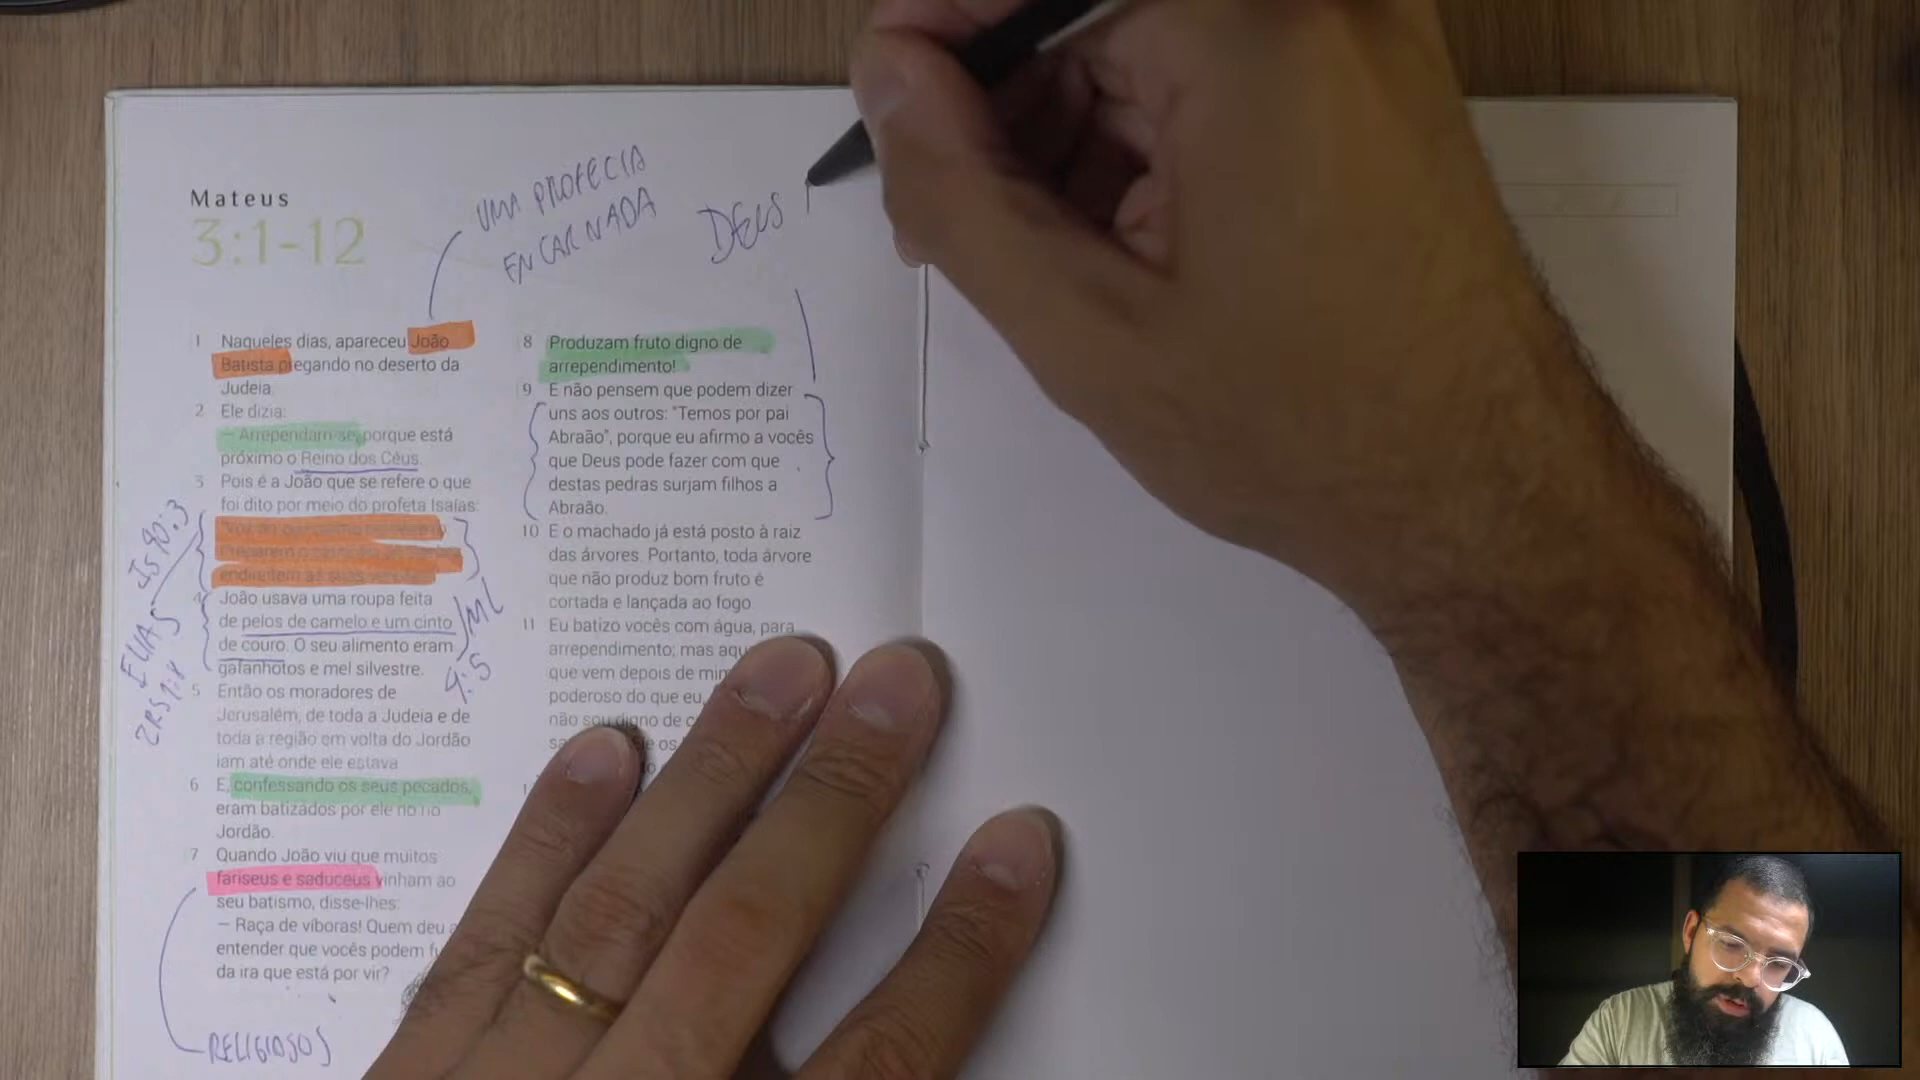 Mateus
3:1-12
UMA PROFECIA
ENCARNADA
DEUS
1 Naqueles dias, apareceu João
Batista pregando no deserto da
Judeia.
2 Ele dizia:
– Arrependam-se, porque está
próximo o Reino dos Céus.
3 Pois é a João que se refere o que
foi dito por meio do profeta Isaías:
Is 40:3
4 João usava uma roupa feita
de pelos de camelo e um cinto
de couro. O seu alimento eram
gafanhotos e mel silvestre.
ELIAS
2RS 1:8
ML
4:5
5 Então os moradores de
Jerusalém, de toda a Judeia e de
toda a região em volta do Jordão
iam até onde ele estava
6 E, confessando os seus pecados,
eram batizados por ele no rio
Jordão.
7 Quando João viu que muitos
fariseus e saduceus vinham ao
seu batismo, disse-lhes:
– Raça de víboras! Quem deu a
entender que vocês podem
da ira que está por vir?
RELIGIOSOS
8 Produzam fruto digno de
arrependimento!
9 E não pensem que podem dizer
uns aos outros: "Temos por pai
Abraão", porque eu afirmo a vocês
que Deus pode fazer com que
destas pedras surjam filhos a
Abraão.
10 E o machado já está posto à raiz
das árvores. Portanto, toda árvore
que não produz bom fruto é
cortada e lançada ao fogo
11 Eu batizo vocês com água, para
arrependimento; mas
que vem depois de
poderoso do que eu,
não sou digno de